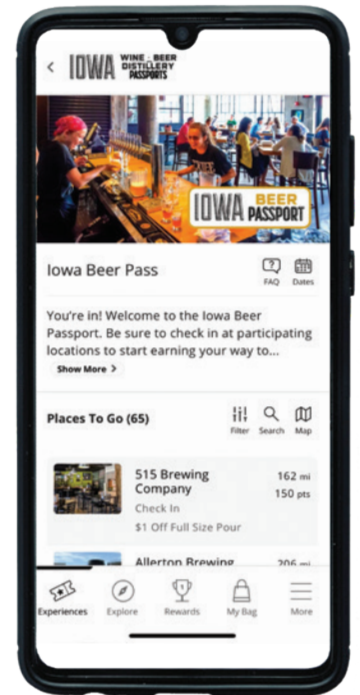 IOWA WINE · BEER
DISTILLERY
PASSPORTS
IOWA BEER
PASSPORT
Iowa Beer Pass
FAQ
Dates
You're in! Welcome to the Iowa Beer
Passport. Be sure to check in at participating
locations to start earning your way to...
Show More >
Places To Go (65)
Filter
Search
Map
515 Brewing
Company
162 mi
150 pts
Check In
$1 Off Full Size Pour
Allerton Brewing
206 mi
Experiences
Explore
Rewards
My Bag
More